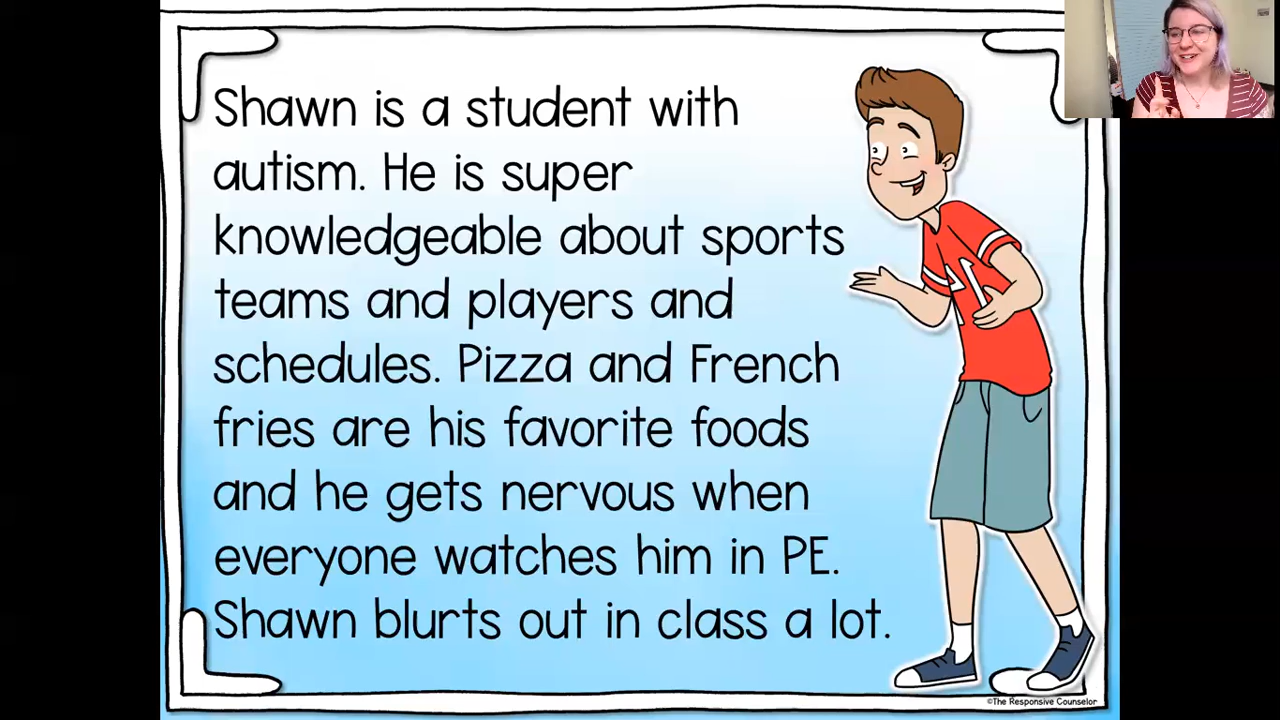 Shawn is a student with
autism. He is super
knowledgeable about sports
teams and players and
schedules. Pizza and French
fries are his favorite foods
and he gets nervous when
everyone watches him in PE.
Shawn blurts out in class a lot.
©The Responsive Counselor